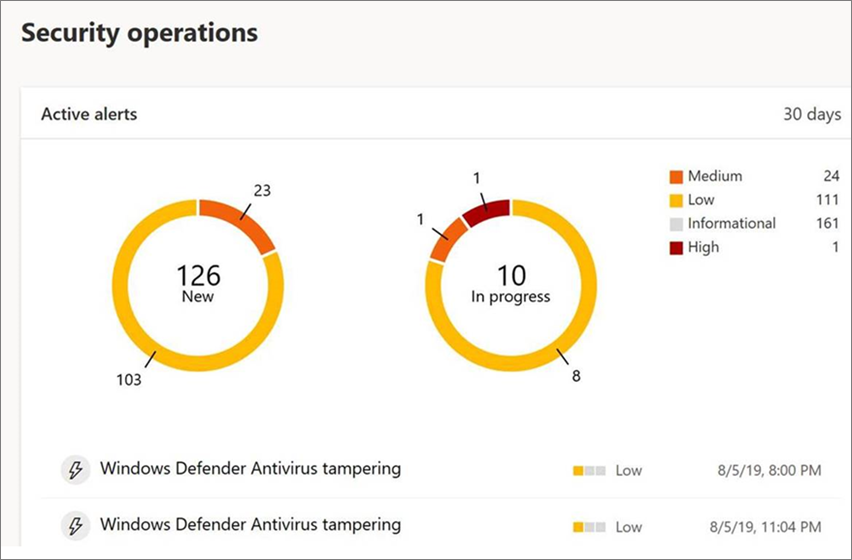 Security operations
Active alerts 30 days
23
126
New
103
1
1
10
In progress
8
Medium 24
Low 111
Informational 161
High 1
Windows Defender Antivirus tampering Low 8/5/19, 8:00 PM
Windows Defender Antivirus tampering Low 8/5/19, 11:04 PM